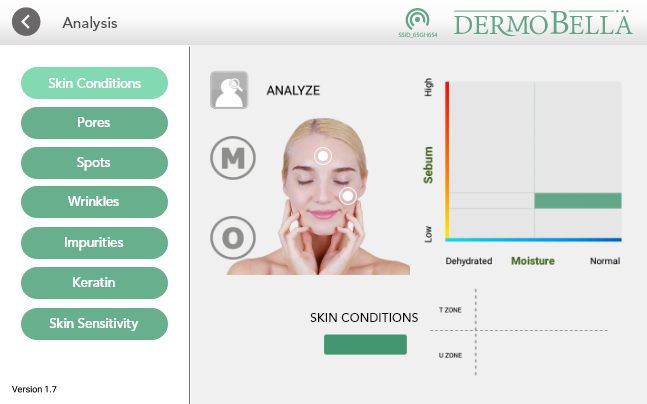 Analysis
SSID_65GH654
DERMOBELLA
Skin Conditions
Pores
Spots
Wrinkles
Impurities
Keratin
Skin Sensitivity
Version 1.7
ANALYZE
M
O
High
Sebum
Low
Dehydrated Moisture Normal
SKIN CONDITIONS
T ZONE
U ZONE